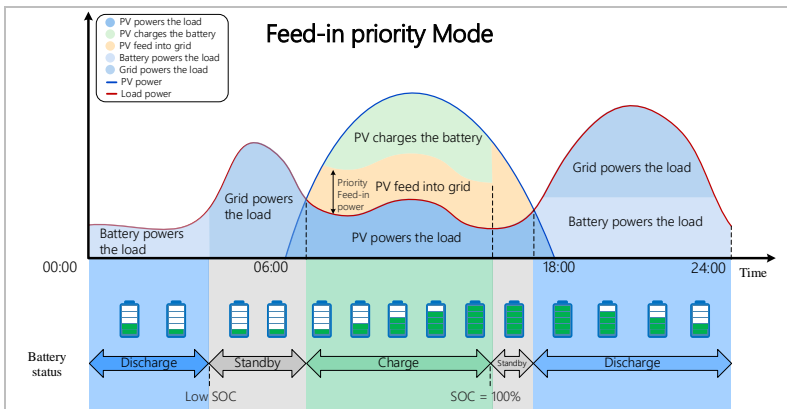 Feed-in priority Mode
PV powers the load
PV charges the battery
PV feed into grid
Battery powers the load
Grid powers the load
PV power
Load power
PV charges the battery
Priority
Feed-in
power
PV feed into grid
Grid powers
the load
Grid powers the load
Battery powers
the load
PV powers the load
Battery powers the load
00:00
06:00
18:00
24:00
Time
Battery
status
Discharge
Standby
Charge
Standby
Discharge
Low SOC
SOC = 100%